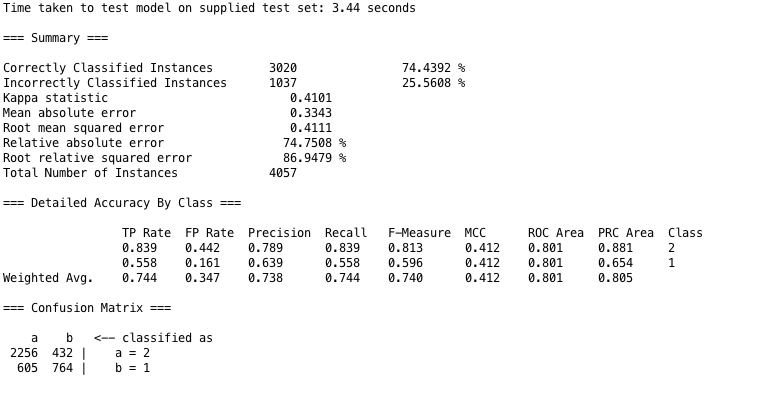 Time taken to test model on supplied test set: 3.44 seconds
=== Summary ===
Correctly Classified Instances 3020 74.4392 %
Incorrectly Classified Instances 1037 25.5608 %
Kappa statistic 0.4101
Mean absolute error 0.3343
Root mean squared error 0.4111
Relative absolute error 74.7508 %
Root relative squared error 86.9479 %
Total Number of Instances 4057
=== Detailed Accuracy By Class ===
TP Rate FP Rate Precision Recall F-Measure MCC ROC Area PRC Area Class
0.839 0.442 0.789 0.839 0.813 0.412 0.801 0.881 2
0.558 0.161 0.639 0.558 0.596 0.412 0.801 0.654 1
Weighted Avg. 0.744 0.347 0.738 0.744 0.740 0.412 0.801 0.805
=== Confusion Matrix ===
a b <-- classified as
2256 432 | a = 2
605 764 | b = 1